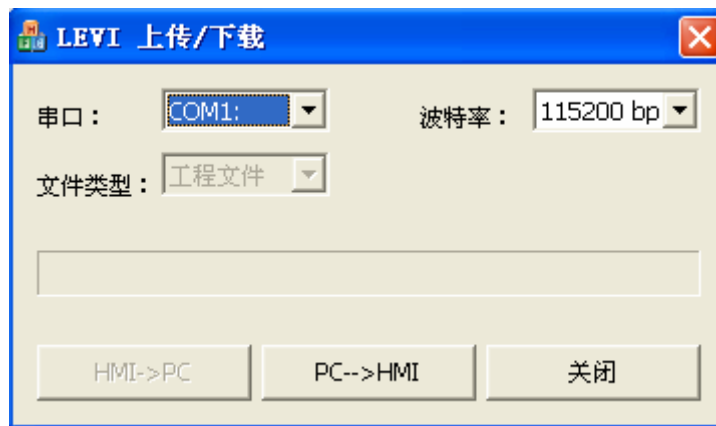 LEVI 上传/下载
串口： COM1: 波特率： 115200 bp
文件类型： 工程文件
HMI->PC PC-->HMI 关闭